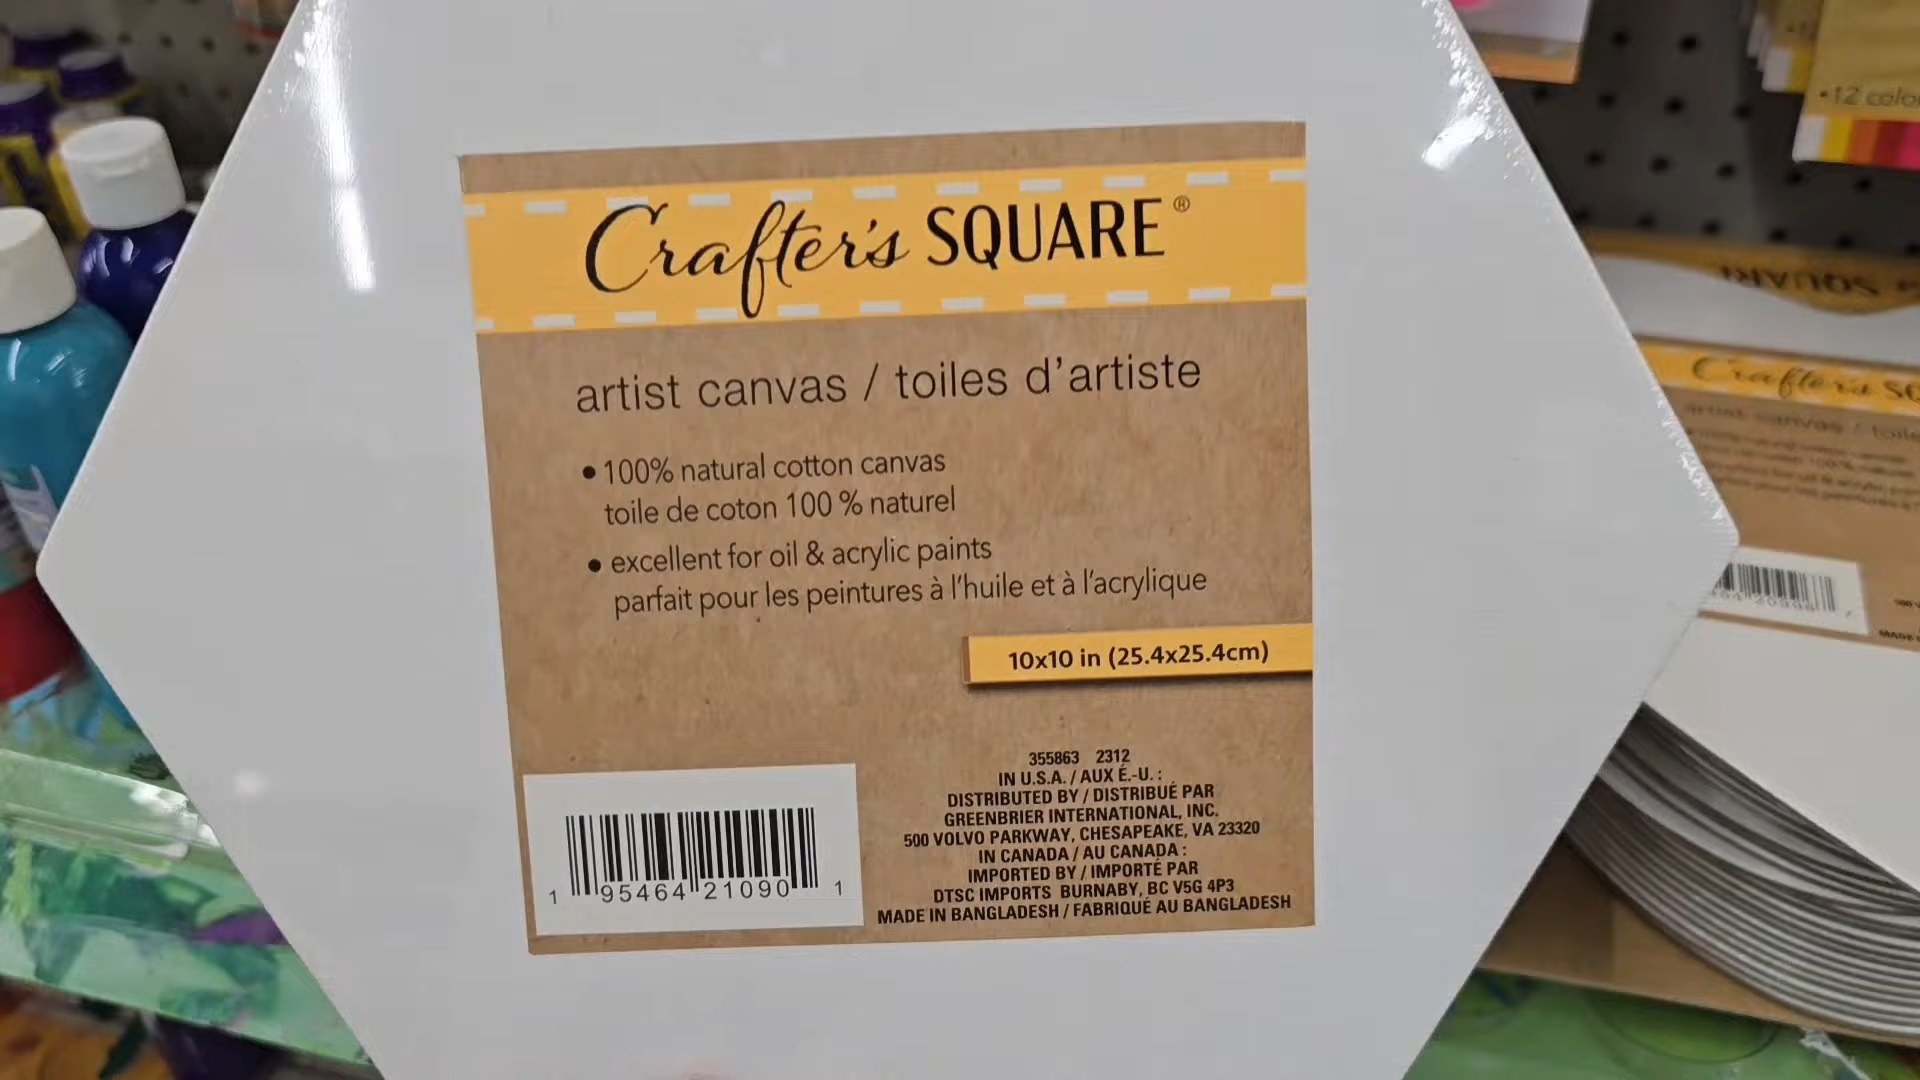 Crafter's SQUARE®
artist canvas / toiles d'artiste
• 100% natural cotton canvas
toile de coton 100 % naturel
• excellent for oil & acrylic paints
parfait pour les peintures à l'huile et à l'acrylique
10x10 in (25.4x25.4cm)
355863 2312
IN U.S.A. / AUX É.-U. :
DISTRIBUTED BY / DISTRIBUÉ PAR
GREENBRIER INTERNATIONAL, INC.
500 VOLVO PARKWAY, CHESAPEAKE, VA 23320
IN CANADA / AU CANADA :
IMPORTED BY / IMPORTÉ PAR
DTSC IMPORTS BURNABY, BC V5G 4P3
MADE IN BANGLADESH / FABRIQUÉ AU BANGLADESH
1 95464 21090 1
•12 color
SQUARE
Crafter's SQ
artist canvas / toiles